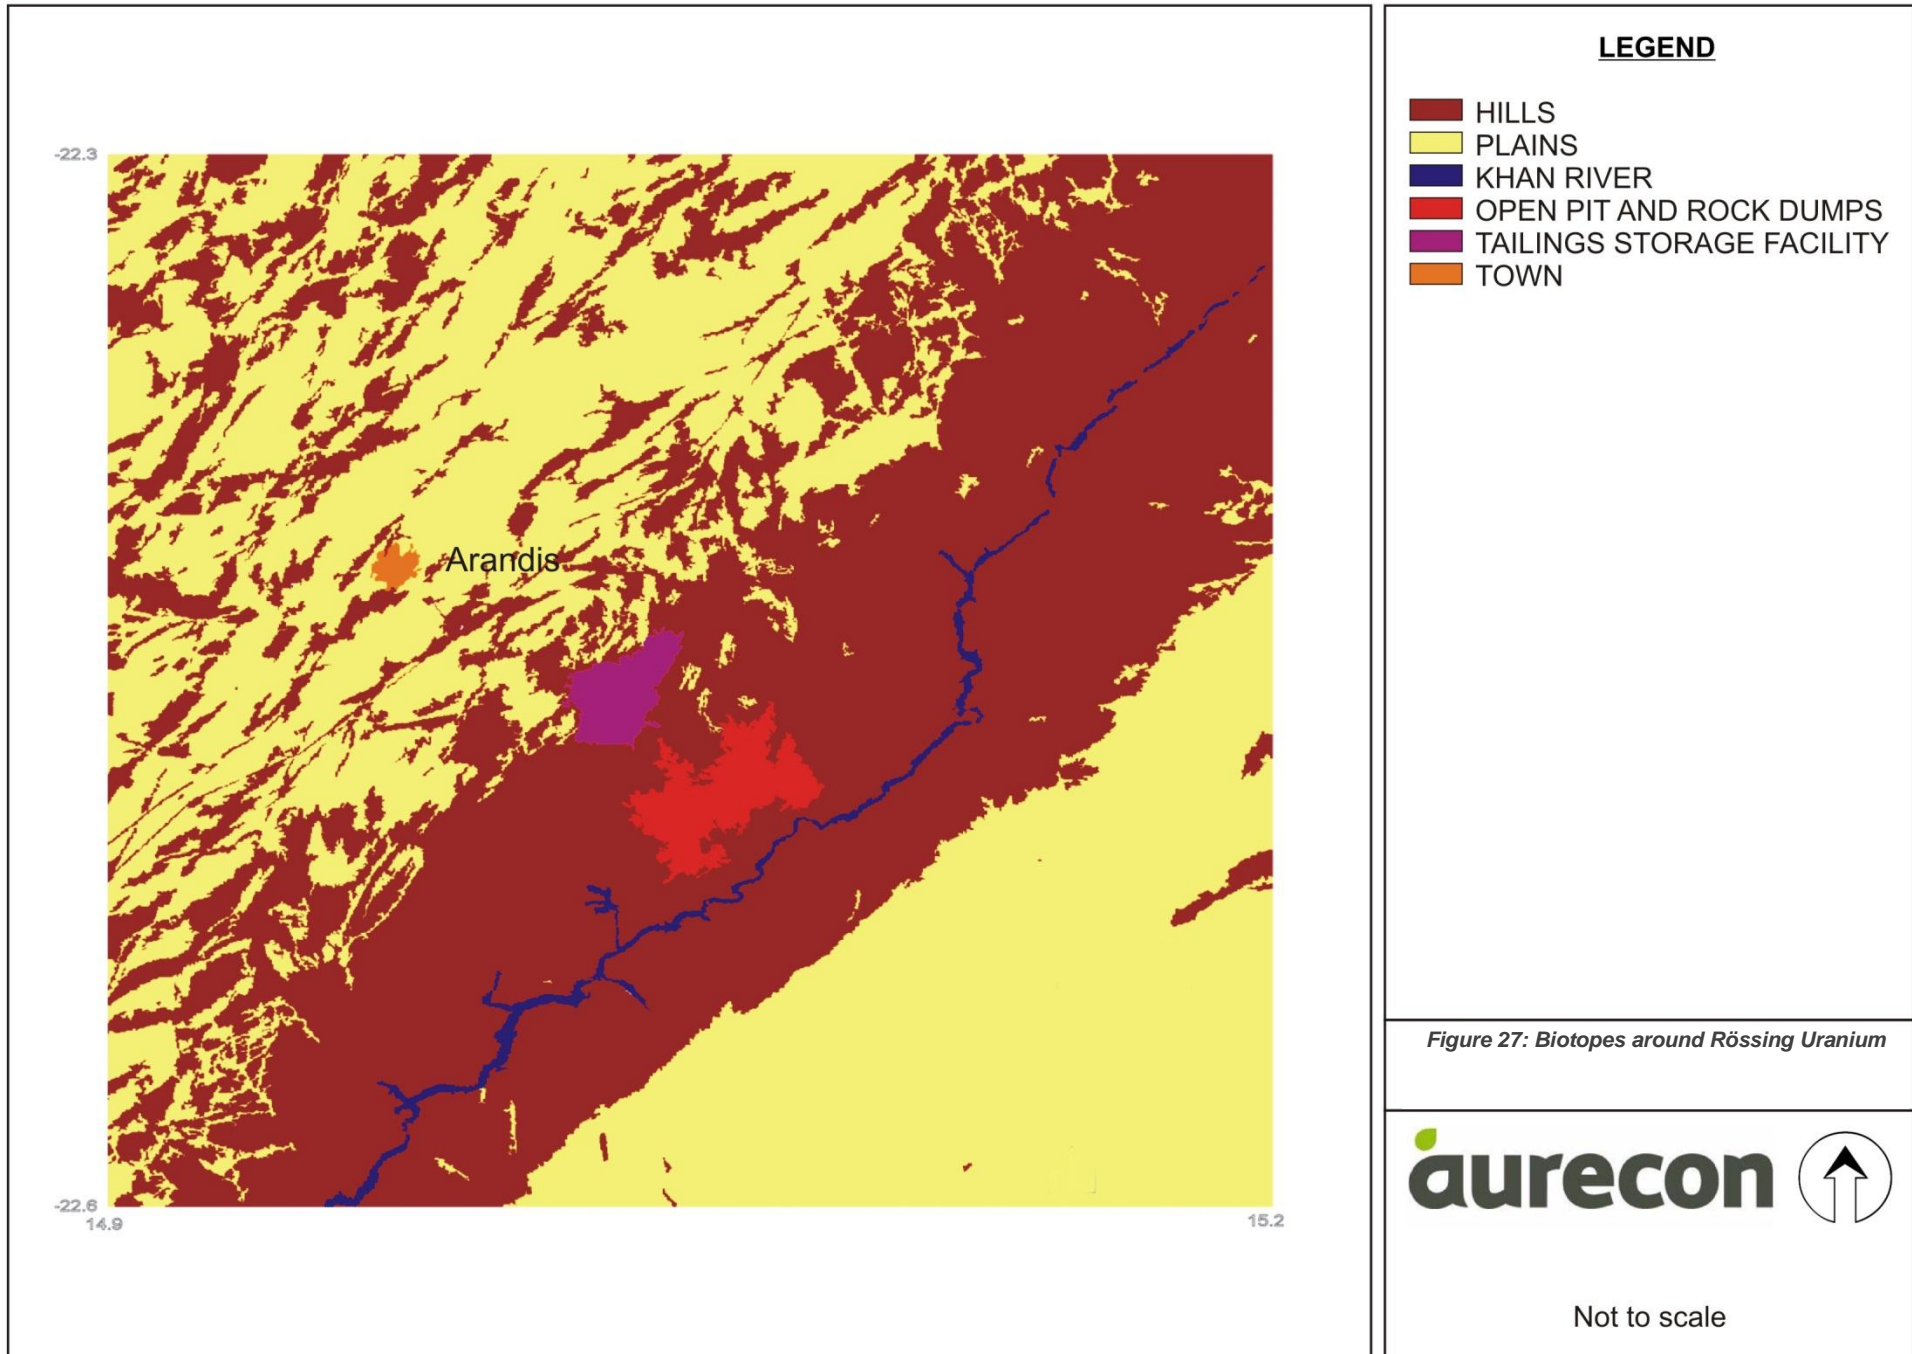 -22.3
Arandis
-22.6
14.9
15.2
LEGEND
HILLS
PLAINS
KHAN RIVER
OPEN PIT AND ROCK DUMPS
TAILINGS STORAGE FACILITY
TOWN
Figure 27: Biotopes around Rössing Uranium
aurecon
Not to scale